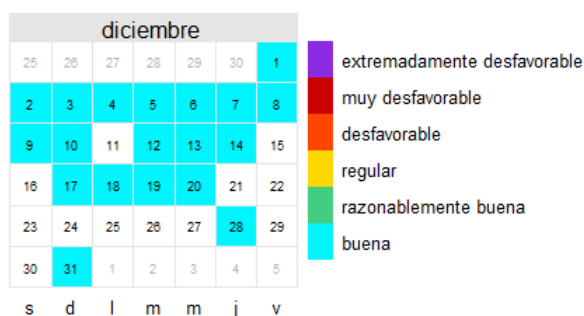 diciembre
25 26 27 28 29 30 1
2 3 4 5 6 7 8
9 10 11 12 13 14 15
16 17 18 19 20 21 22
23 24 25 26 27 28 29
30 31 1 2 3 4 5
s d l m m j v
extremadamente desfavorable
muy desfavorable
desfavorable
regular
razonablemente buena
buena